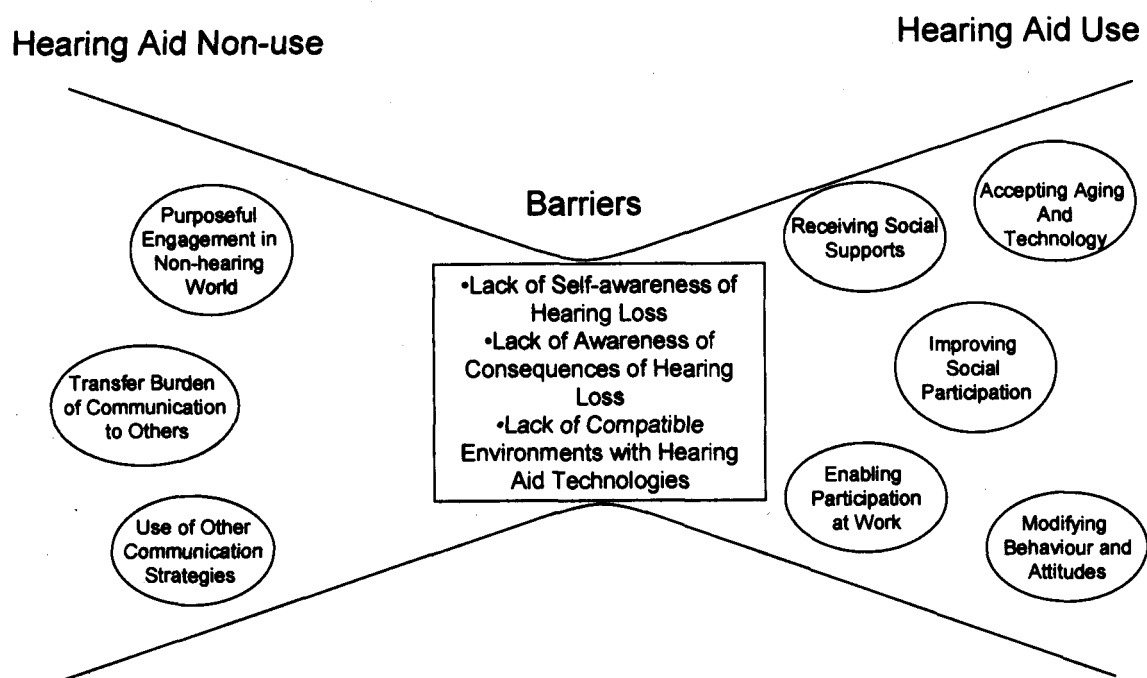 Hearing Aid Non-use
Hearing Aid Use
Purposeful
Engagement in
Non-hearing
World
Transfer Burden
of Communication
to Others
Use of Other
Communication
Strategies
Barriers
•Lack of Self-awareness of
Hearing Loss
•Lack of Awareness of
Consequences of Hearing
Loss
•Lack of Compatible
Environments with Hearing
Aid Technologies
Receiving Social
Supports
Accepting Aging
And
Technology
Improving
Social
Participation
Enabling
Participation
at Work
Modifying
Behaviour and
Attitudes